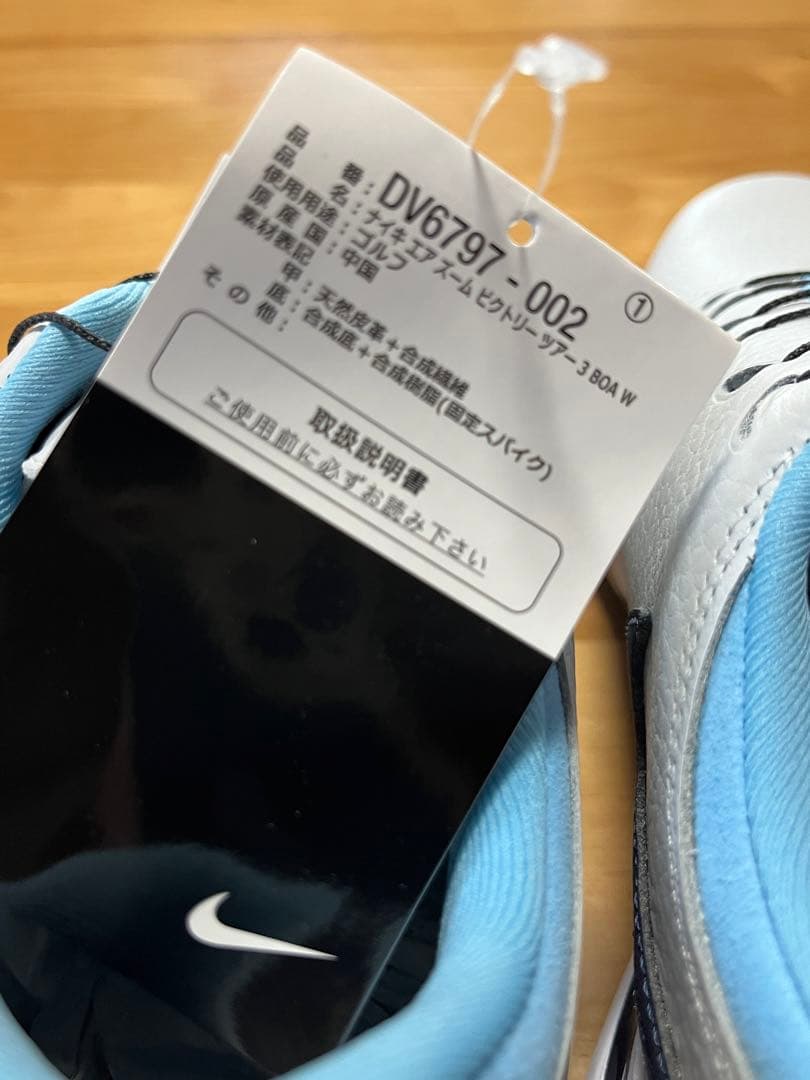 ①
品番：DV6797-002
品名：ナイキ エア ズーム ビクトリー ツアー 3 BOA W
使用用途：ゴルフ
原産国：中国
素材表記
甲：天然皮革＋合成繊維
底：合成底＋合成樹脂(固定スパイク)
その他：
取扱説明書
ご使用前に必ずお読み下さい